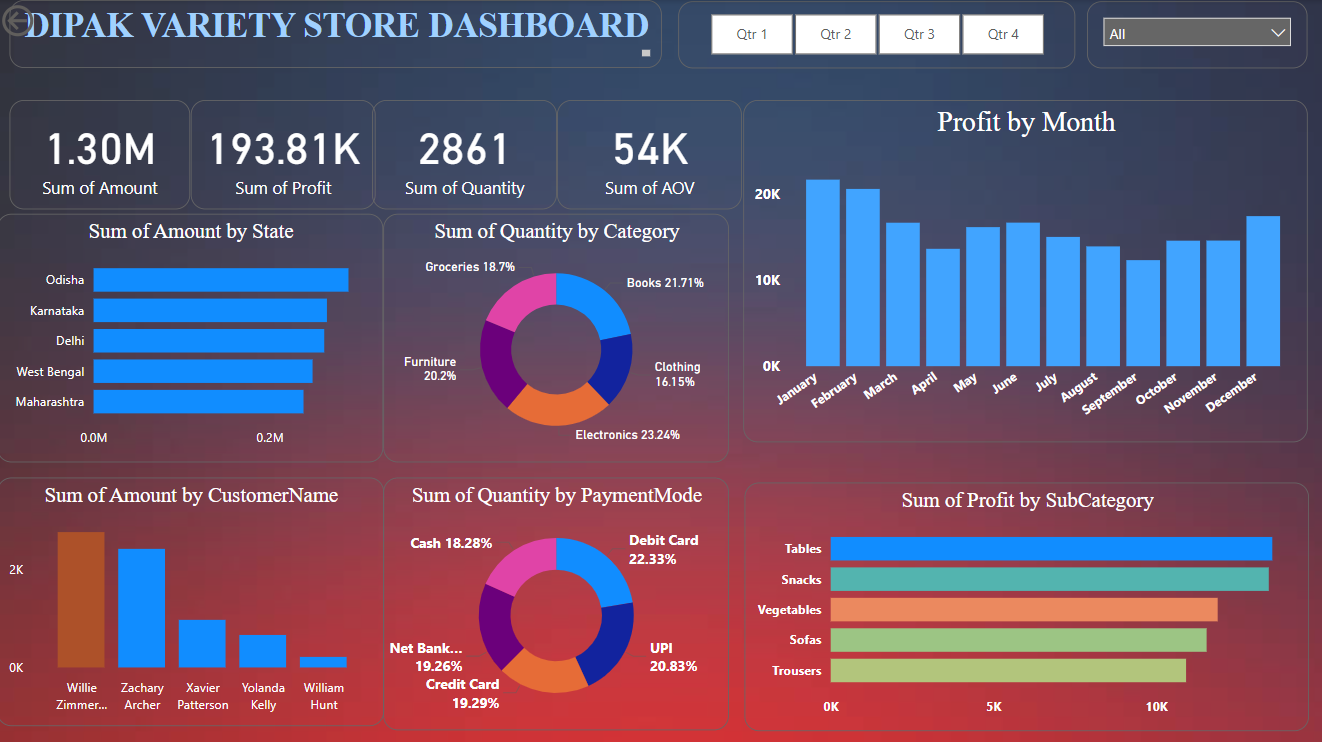 DIPAK VARIETY STORE DASHBOARD
Qtr 1
Qtr 2
Qtr 3
Qtr 4
All
1.30M
Sum of Amount
193.81K
Sum of Profit
2861
Sum of Quantity
54K
Sum of AOV
Profit by Month
20K
10K
0K
January
February
March
April
May
June
July
August
September
October
November
December
Sum of Amount by State
Odisha
Karnataka
Delhi
West Bengal
Maharashtra
0.0M
0.2M
Sum of Quantity by Category
Groceries 18.7%
Books 21.71%
Furniture
20.2%
Clothing
16.15%
Electronics 23.24%
Sum of Amount by CustomerName
2K
0K
Willie
Zimmer...
Zachary
Archer
Xavier
Patterson
Yolanda
Kelly
William
Hunt
Sum of Quantity by PaymentMode
Cash 18.28%
Debit Card
22.33%
Net Bank...
19.26%
UPI
20.83%
Credit Card
19.29%
Sum of Profit by SubCategory
Tables
Snacks
Vegetables
Sofas
Trousers
0K
5K
10K